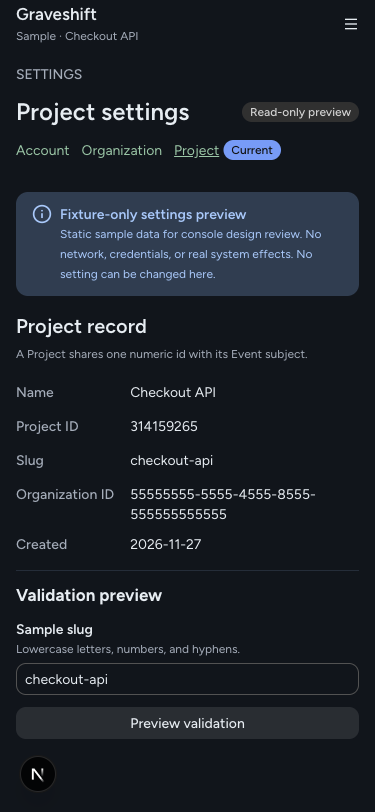 Graveshift
Sample · Checkout API
SETTINGS
Project settings
Read-only preview
Account Organization Project Current
Fixture-only settings preview
Static sample data for console design review. No
network, credentials, or real system effects. No
setting can be changed here.
Project record
A Project shares one numeric id with its Event subject.
Name Checkout API
Project ID 314159265
Slug checkout-api
Organization ID 55555555-5555-4555-8555-
555555555555
Created 2026-11-27
Validation preview
Sample slug
Lowercase letters, numbers, and hyphens.
checkout-api
Preview validation
N